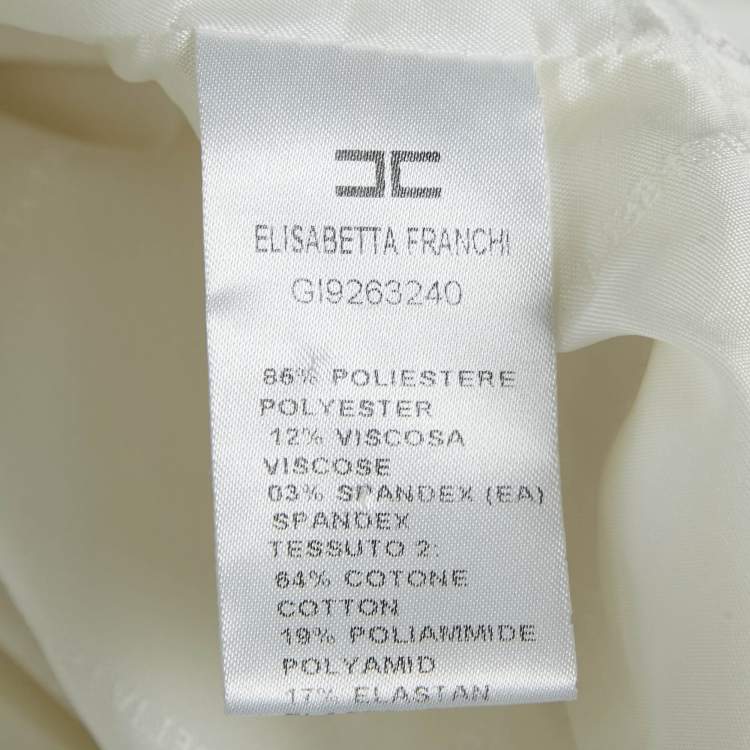 ELISABETTA FRANCHI
GI9263240
86% POLIESTERE
POLYESTER
12% VISCOSA
VISCOSE
03% SPANDEX (EA)
SPANDEX
TESSUTO 2:
64% COTONE
COTTON
19% POLIAMMIDE
POLYAMID
17% ELASTAN